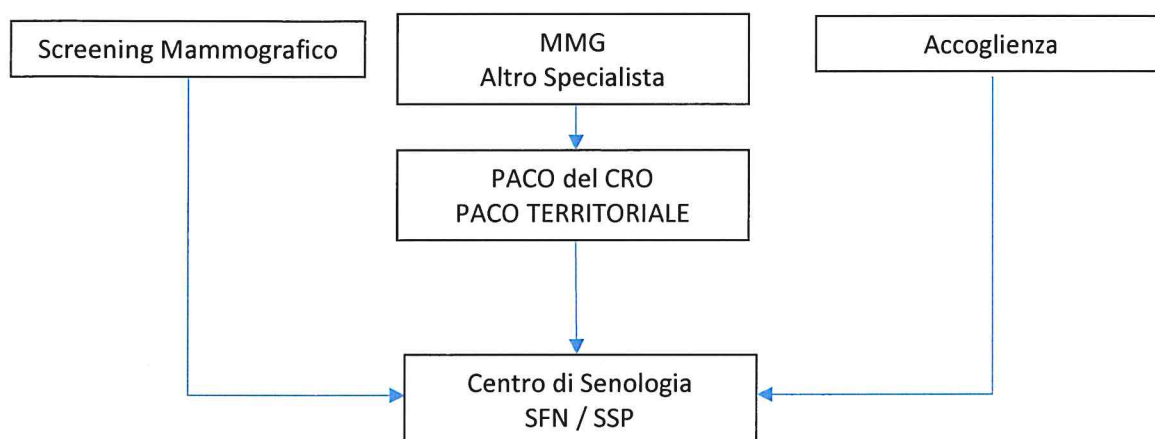 Screening Mammografico
MMG
Altro Specialista
Accoglienza
PACO del CRO
PACO TERRITORIALE
Centro di Senologia
SFN / SSP